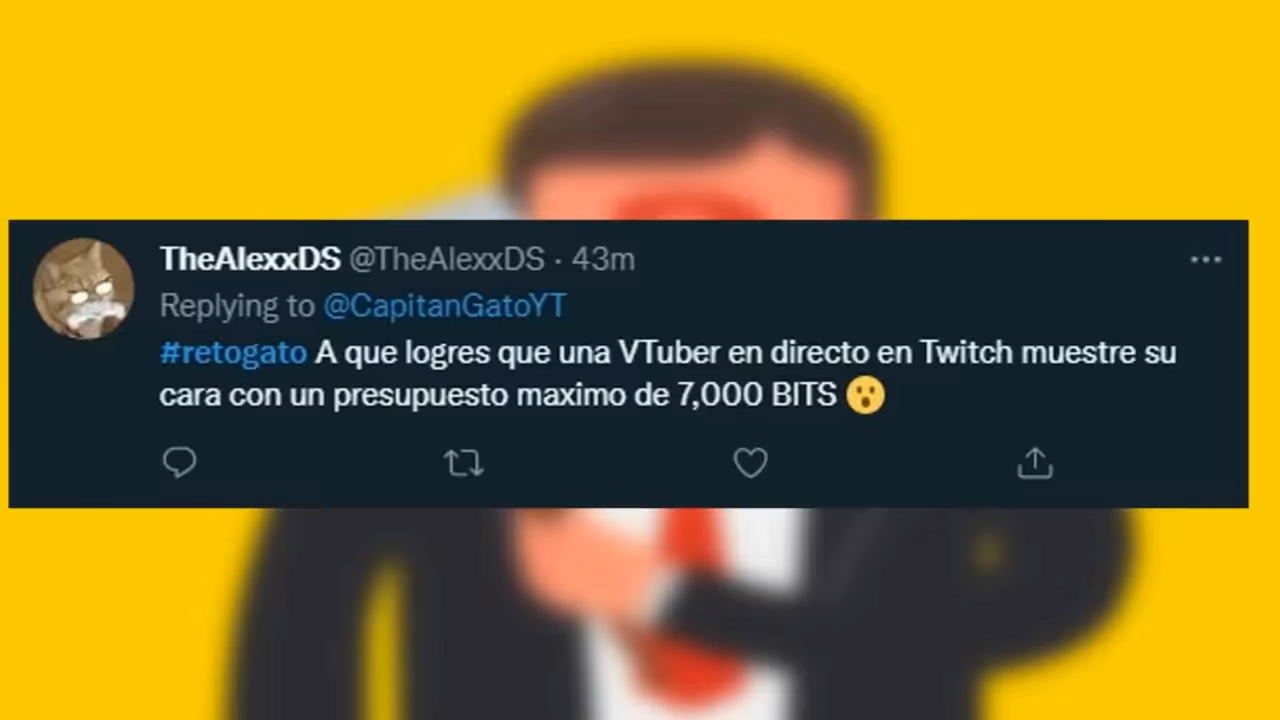 TheAlexxDS @TheAlexxDS · 43m
Replying to @CapitanGatoYT
#retogato A que logres que una VTuber en directo en Twitch muestre su
cara con un presupuesto maximo de 7,000 BITS 😮